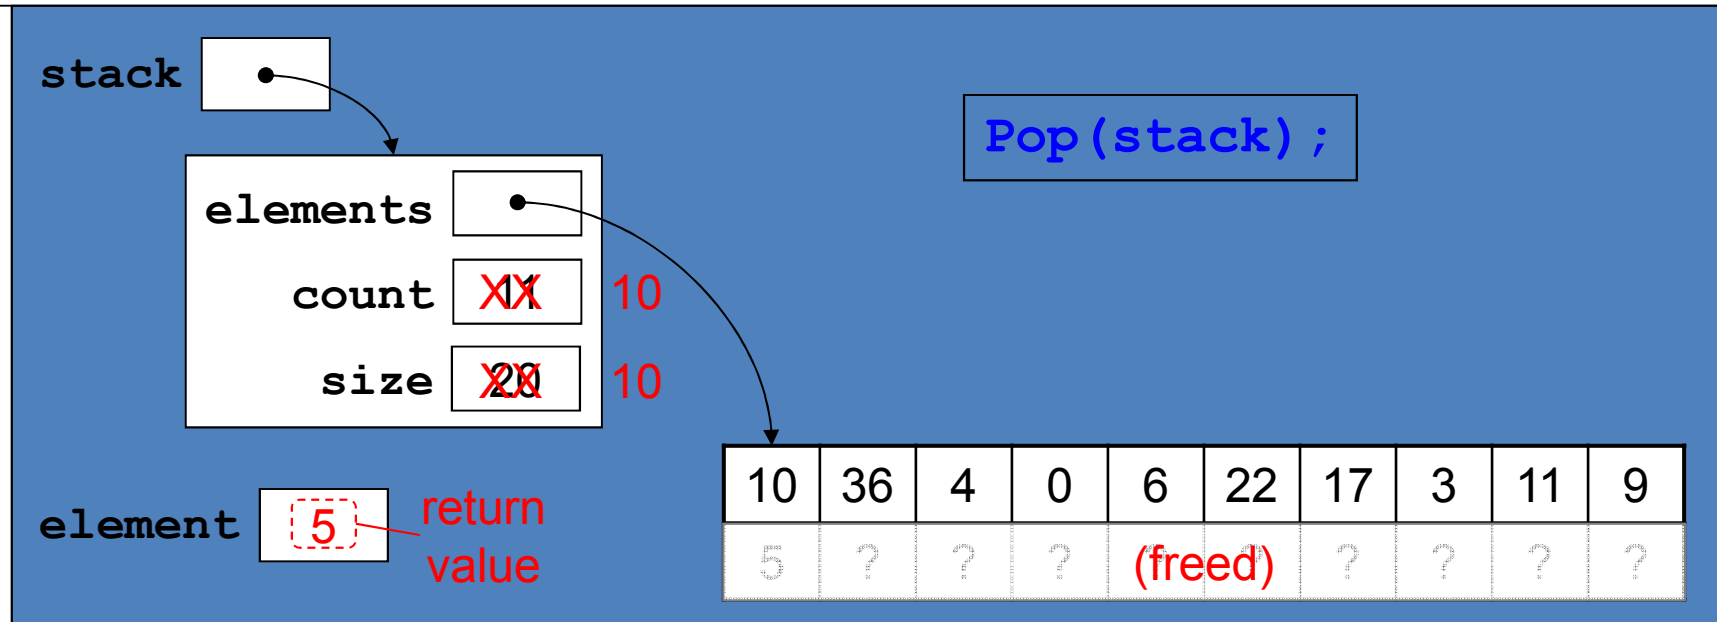 stack
Pop(stack);
elements
count 11 10
size 20 10
10 36 4 0 6 22 17 3 11 9
element 5 return value
5 ? ? ? ? ? ? ? ? ?
(freed)